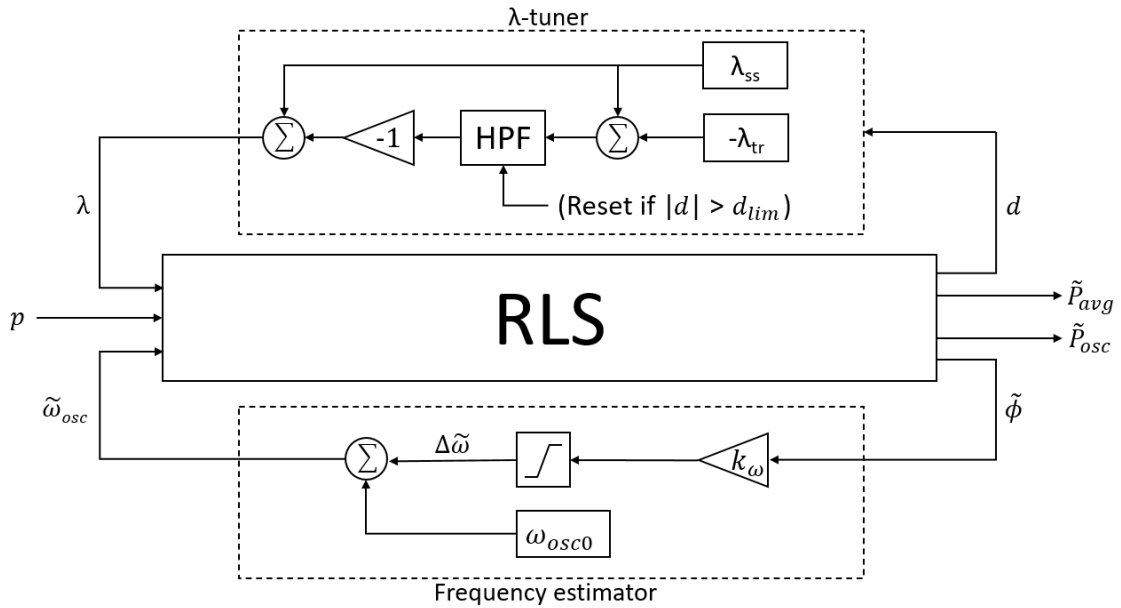 λ-tuner
λss
∑
-1
HPF
∑
-λtr
(Reset if |d| > dlim)
λ
d
p
RLS
P̃avg
P̃osc
ω̃osc
ϕ̃
∑
Δω̃
kω
ωosc0
Frequency estimator